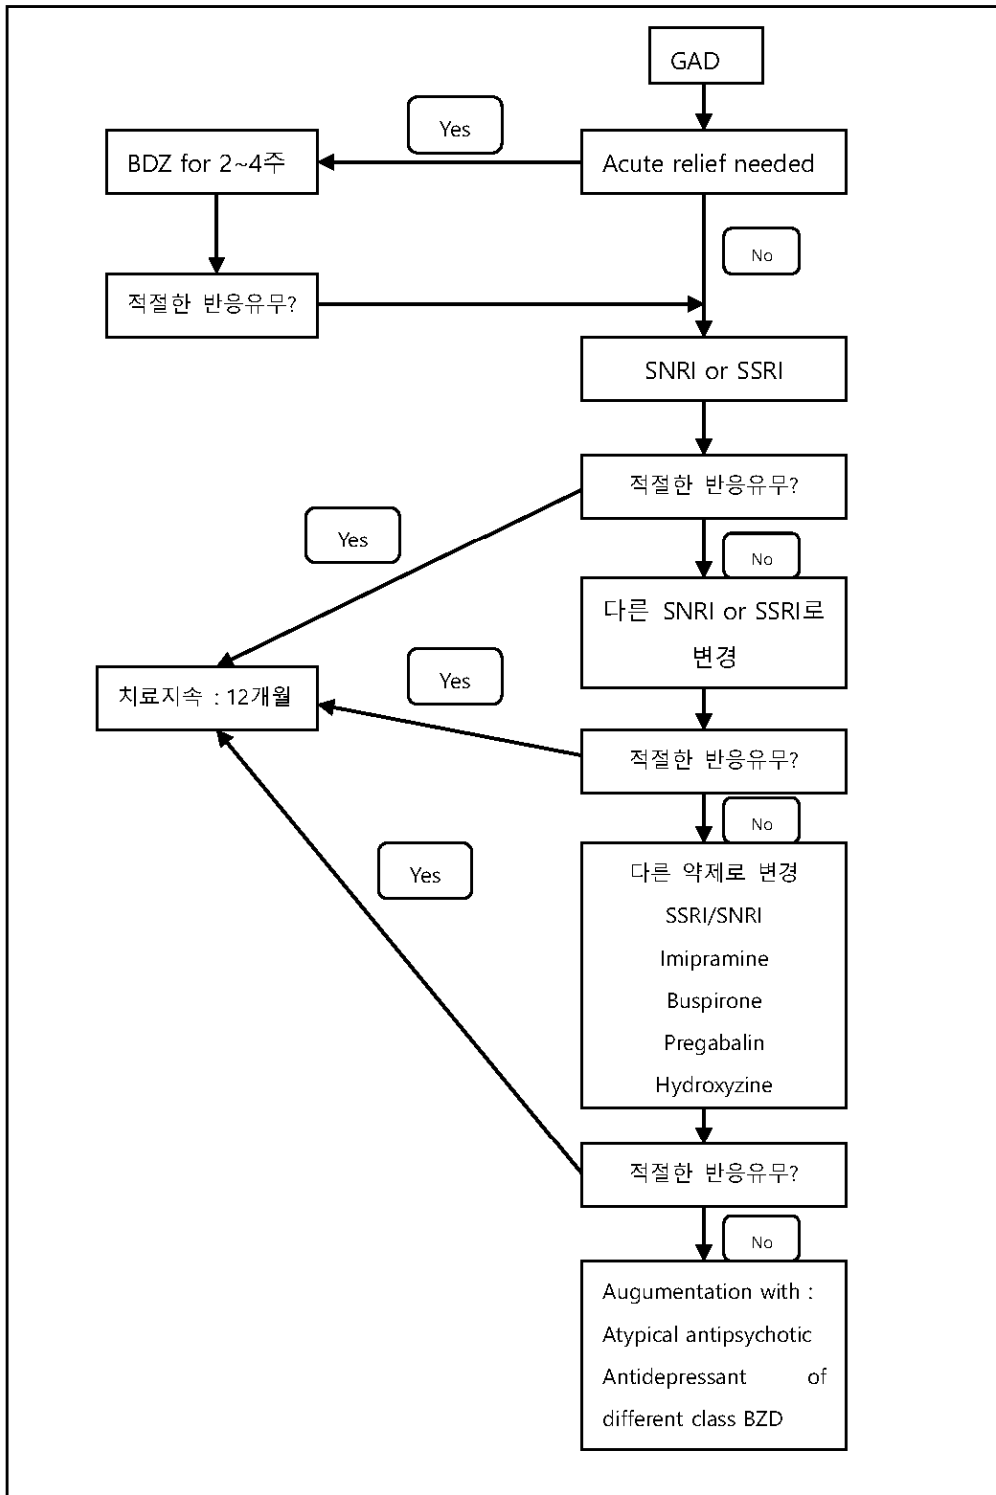 GAD
Yes
BDZ for 2~4주
Acute relief needed
No
적절한 반응유무?
SNRI or SSRI
적절한 반응유무?
Yes
No
다른 SNRI or SSRI로
변경
Yes
치료지속 : 12개월
적절한 반응유무?
No
다른 약제로 변경
Yes
SSRI/SNRI
Imipramine
Buspirone
Pregabalin
Hydroxyzine
적절한 반응유무?
No
Augumentation with :
Atypical antipsychotic
Antidepressant of
different class BZD